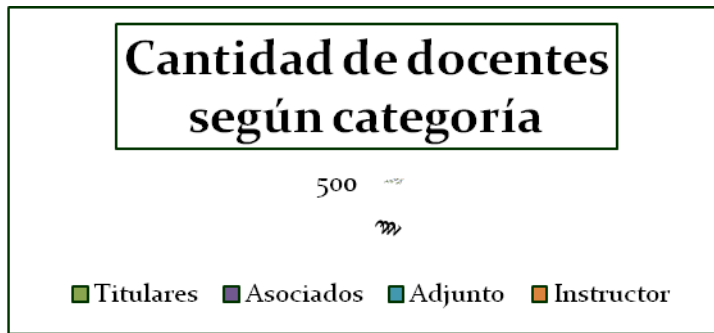 Cantidad de docentes
según categoría
500
Titulares Asociados Adjunto Instructor